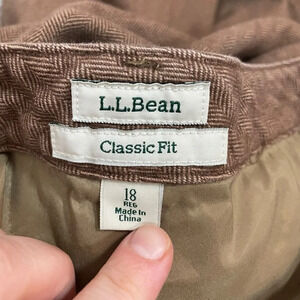 L.L.Bean
Classic Fit
18
REG
Made in
China